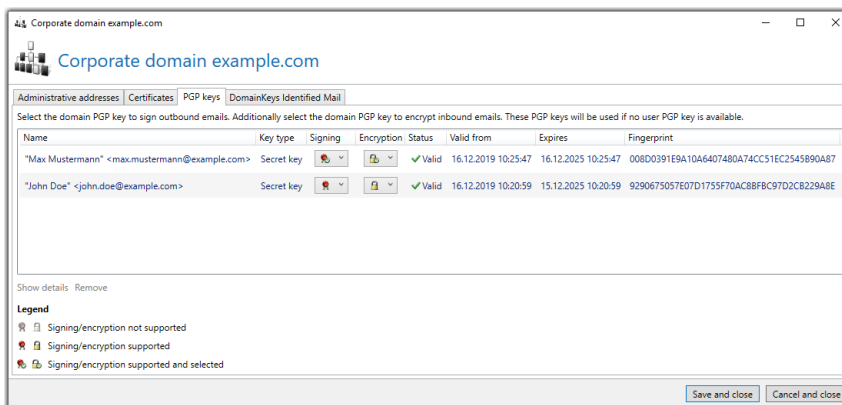 Corporate domain example.com
Corporate domain example.com
Administrative addresses Certificates PGP keys DomainKeys Identified Mail
Select the domain PGP key to sign outbound emails. Additionally select the domain PGP key to encrypt inbound emails. These PGP keys will be used if no user PGP key is available.
Name Key type Signing Encryption Status Valid from Expires Fingerprint
"Max Mustermann" <max.mustermann@example.com> Secret key Valid 16.12.2019 10:25:47 16.12.2025 10:25:47 008D0391E9A10A6407480A74CC51EC2545B90A87
"John Doe" <john.doe@example.com> Secret key Valid 16.12.2019 10:20:59 15.12.2025 10:20:59 9290675057E07D1755F70AC8BFBC97D2CB229A8E
Show details Remove
Legend
Signing/encryption not supported
Signing/encryption supported
Signing/encryption supported and selected
Save and close Cancel and close